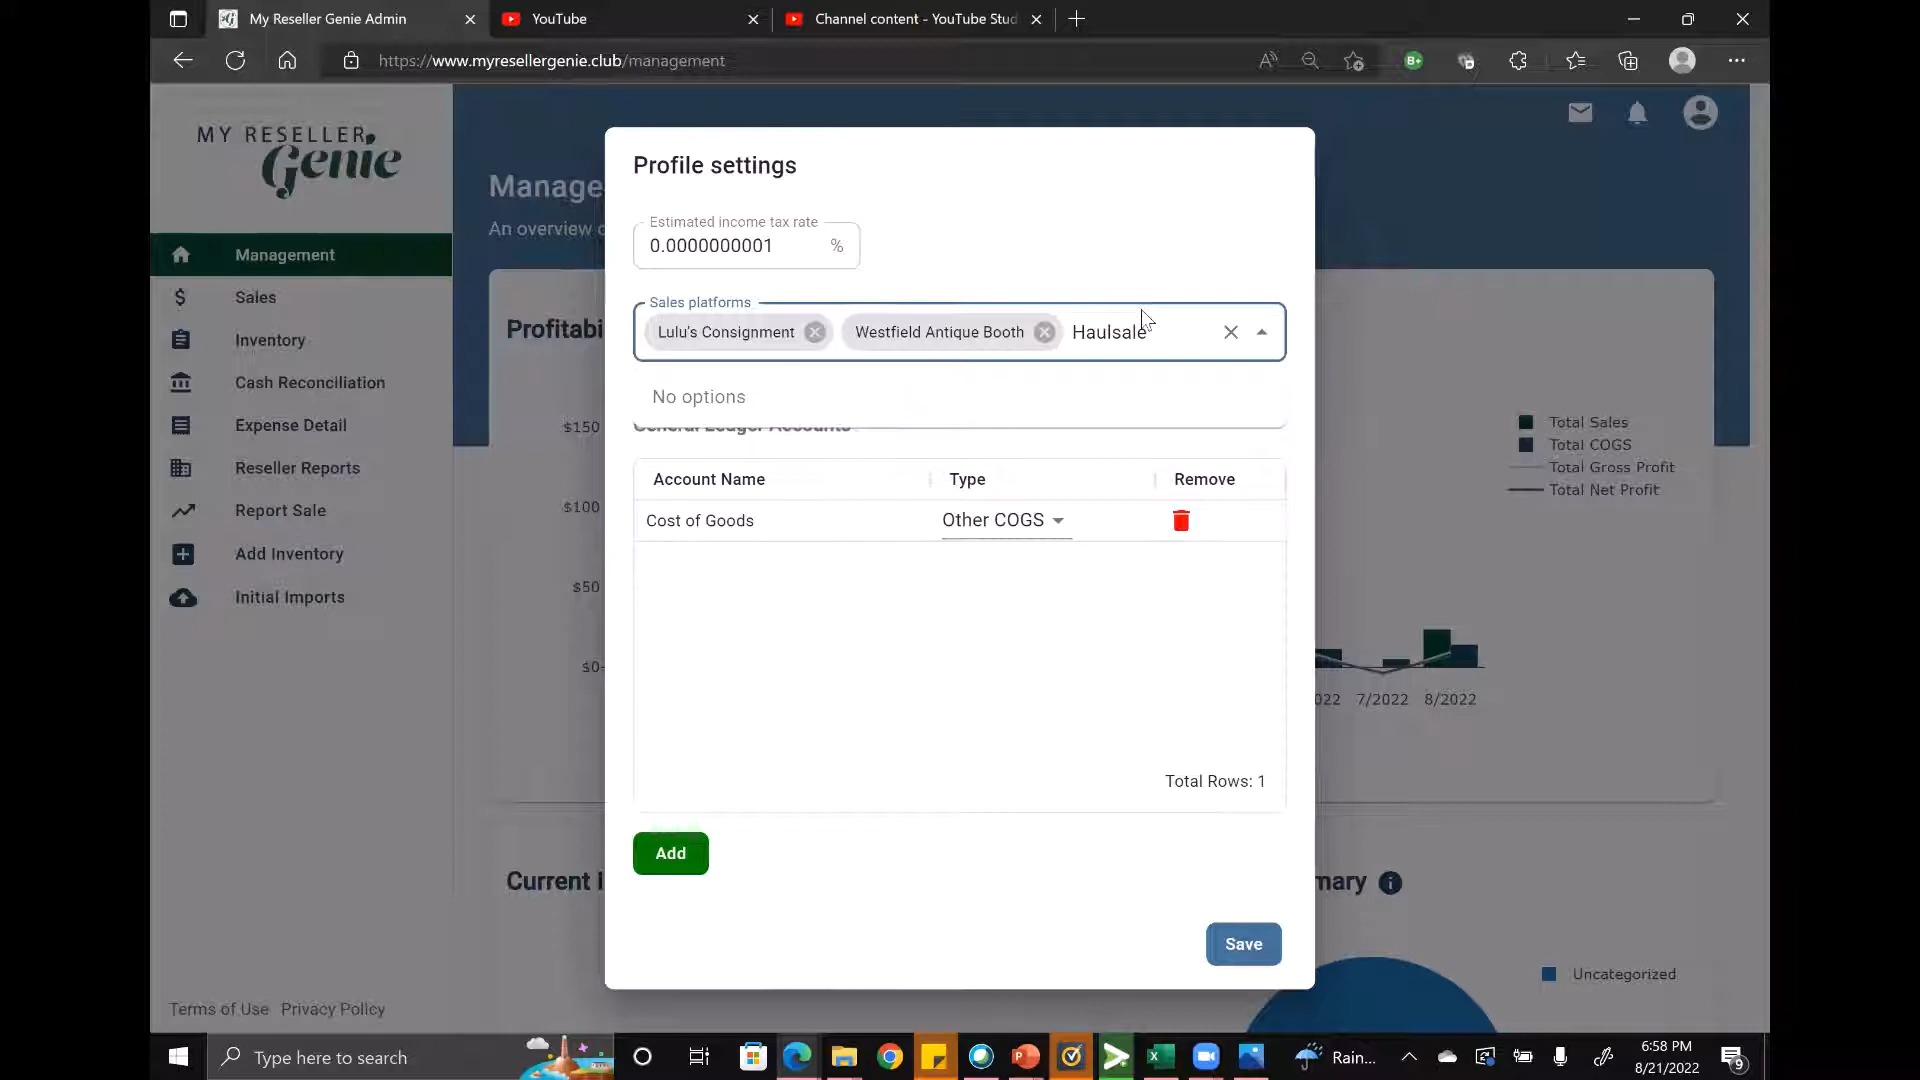 My Reseller Genie Admin
YouTube
Channel content - YouTube Stud
https://www.myresellergenie.club/management
MY RESELLER
Genie
Manage
An overview
Management
Sales
Inventory
Cash Reconciliation
Expense Detail
Reseller Reports
Report Sale
Add Inventory
Initial Imports
Terms of Use Privacy Policy
Profitabi
$150
$100
$50
$0
Profile settings
Estimated income tax rate
0.0000000001 %
Sales platforms
Lulu's Consignment Westfield Antique Booth Haulsale
No options
General Ledger Accounts
Account Name Type Remove
Cost of Goods Other COGS
Total Rows: 1
Add
Save
Total Sales
Total COGS
Total Gross Profit
Total Net Profit
022 7/2022 8/2022
Current I
mary
Uncategorized
Type here to search
Rain...
6:58 PM
8/21/2022
9